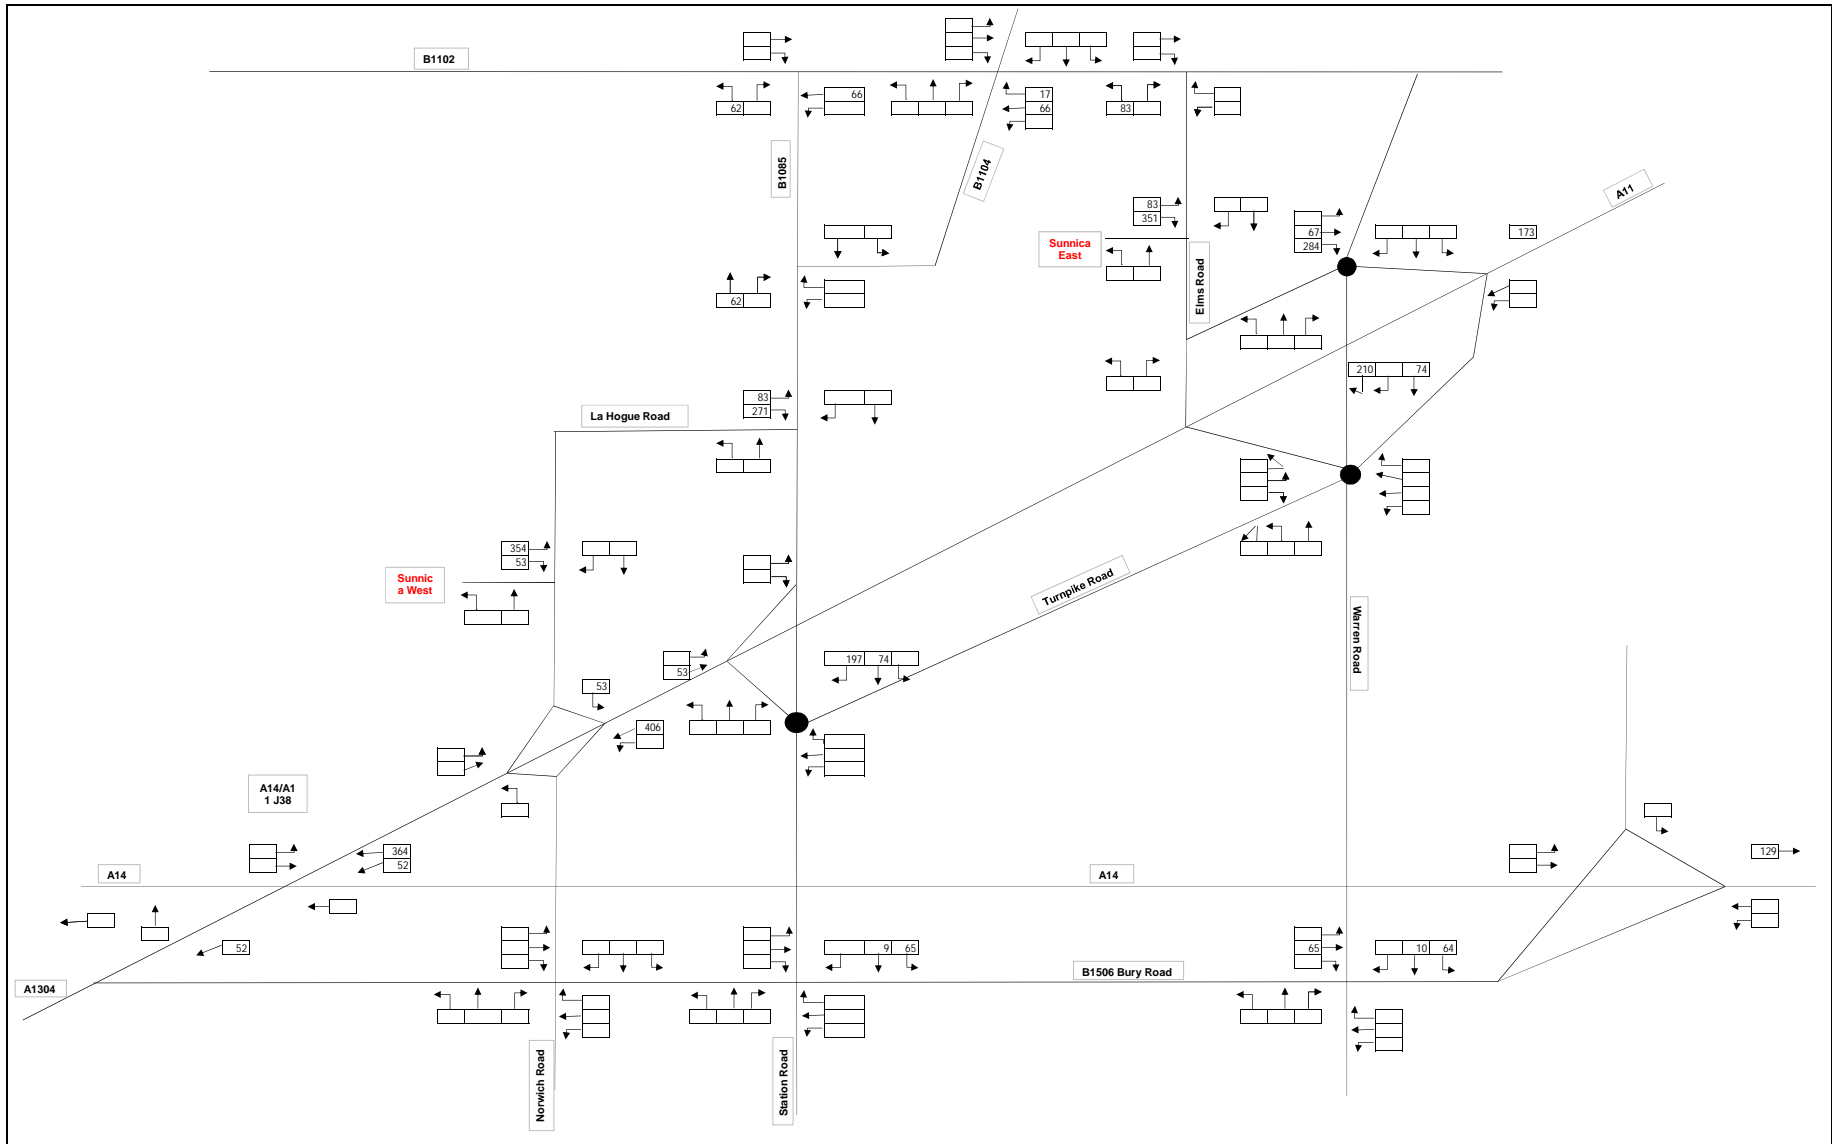 B1102
66
62
17
66
83
B1085
B1104
A11
83
351
67
284
173
Sunnica
East
Elms Road
62
210 74
83
271
La Hogue Road
354
53
Sunnic
a West
Turnpike Road
Warren Road
53
197 74
53
406
A14/A1
1 J38
364
52
129
A14
A14
52
9 65
65
10 64
B1506 Bury Road
A1304
Norwich Road
Station Road